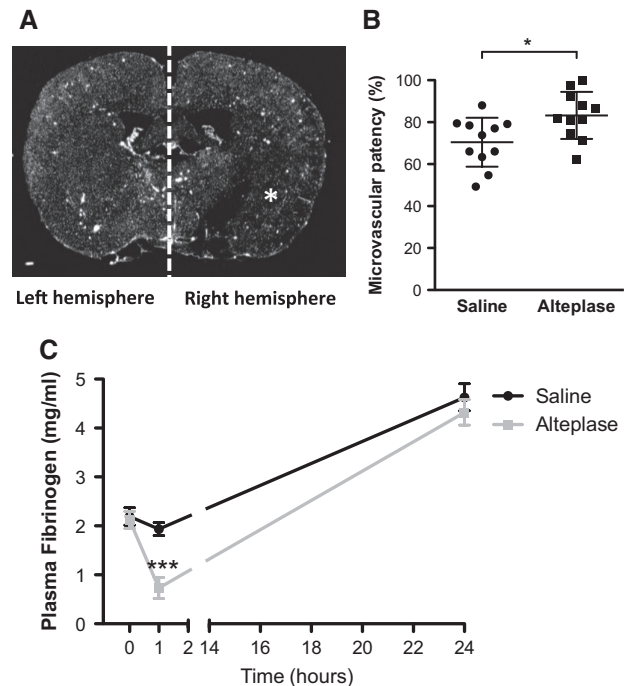 A
B
*
Left hemisphere
Right hemisphere
*
Microvascular patency (%)
100
80
60
40
20
0
Saline
Alteplase
C
Plasma Fibrinogen (mg/ml)
5
4
3
2
1
0
***
0 1 2 14 16 18 20 22 24
Time (hours)
Saline
Alteplase